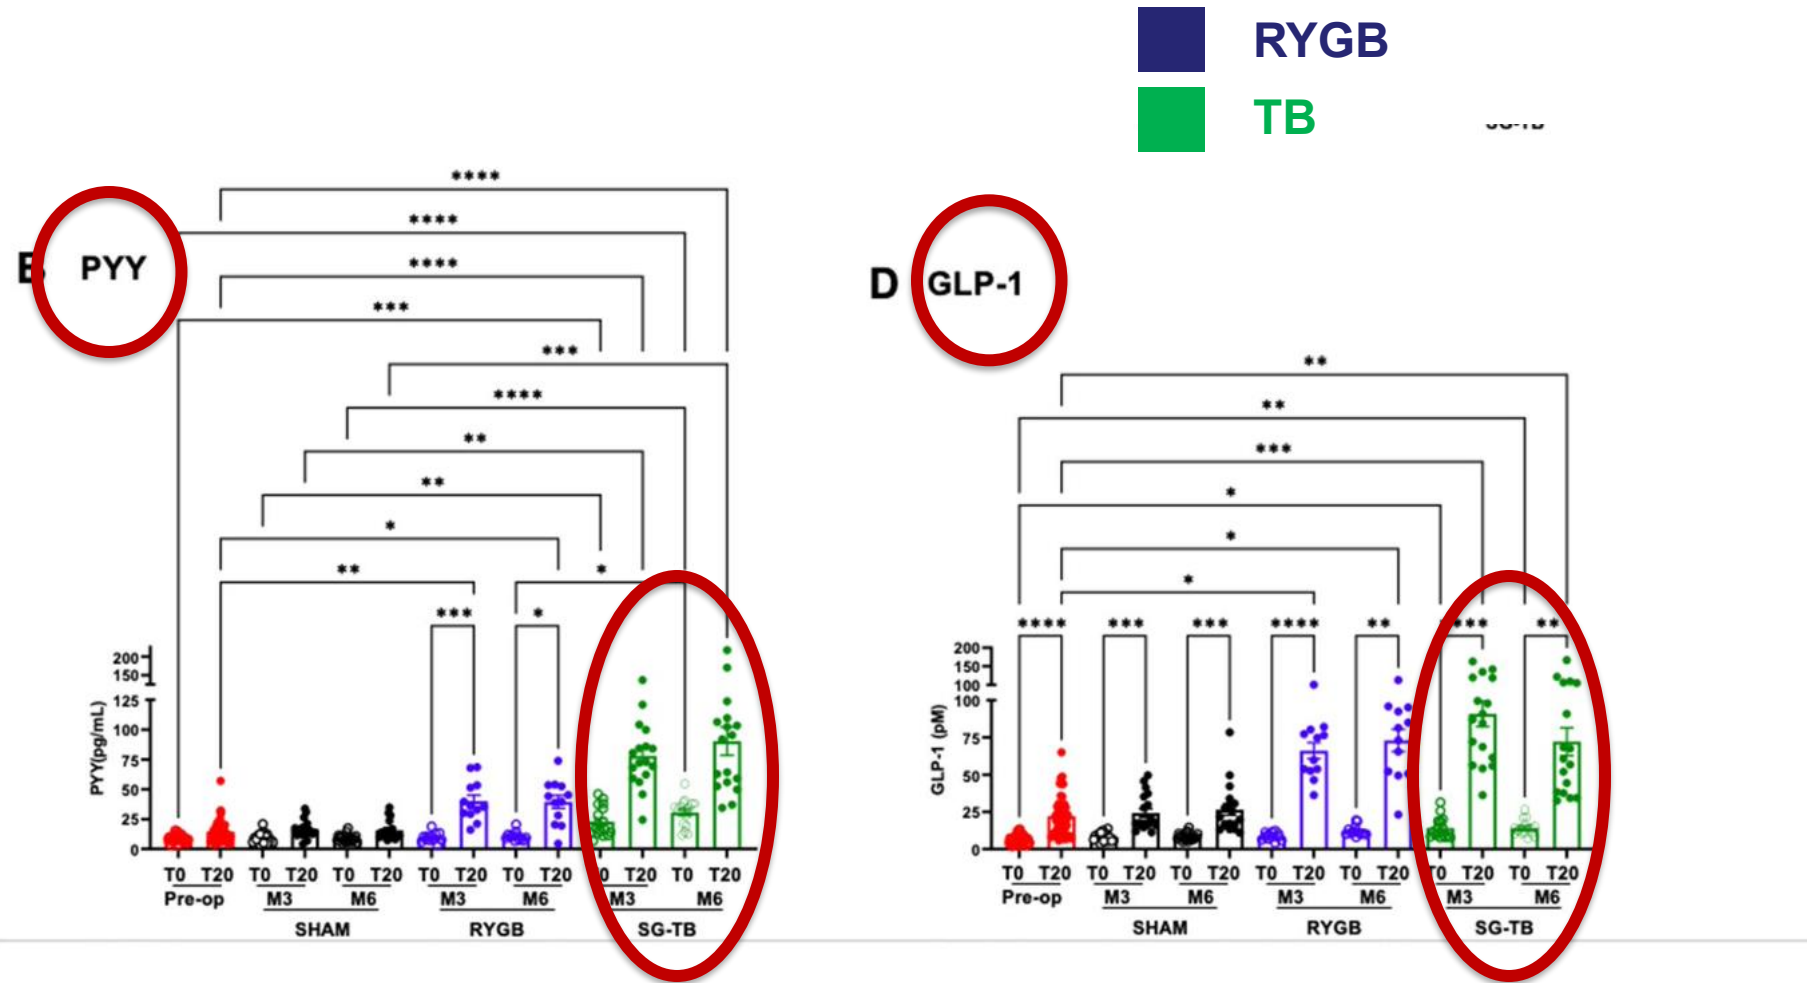 RYGB
TB
****
****
PYY
****
***
***
****
**
**
*
**
*
***
*
200
150
125
100
75
50
25
0
PYY(pg/mL)
T0 T20 T0 T20 T0 T20 T0 T20 T0 T20 T20 T0 T20
Pre-op M3 M6 M3 M6 M3 M6
SHAM RYGB SG-TB
D GLP-1
**
**
***
*
*
*
**** *** *** **** ** **
200
150
100
100
75
50
25
0
GLP-1 (pM)
T0 T20 T0 T20 T0 T20 T0 T20 T0 T20 T0 T20 T0 T20
Pre-op M3 M6 M3 M6 M3 M6
SHAM RYGB SG-TB